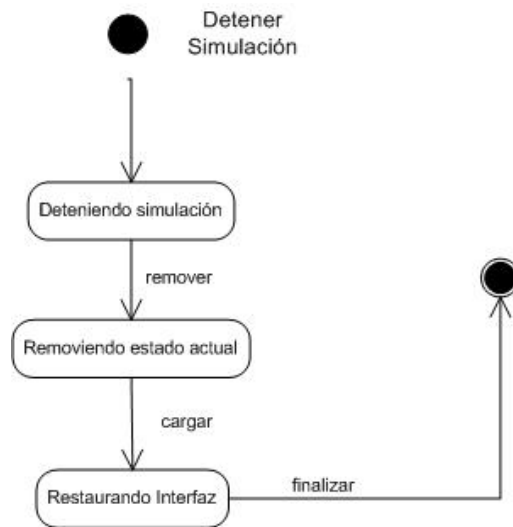 Detener
Simulación
Deteniendo simulación
remover
Removiendo estado actual
cargar
Restaurando Interfaz
finalizar